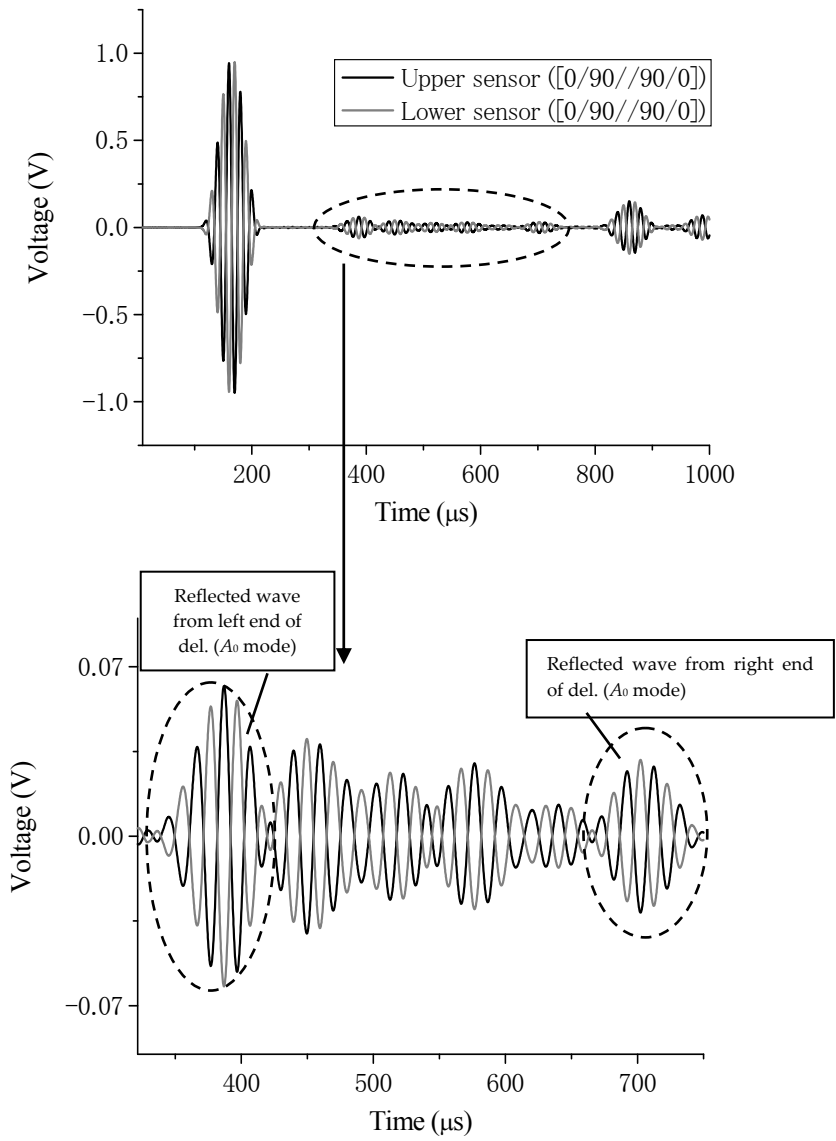 1.0
0.5
0.0
−0.5
−1.0
Voltage (V)
Upper sensor ([0/90//90/0])
Lower sensor ([0/90//90/0])
200
400
600
800
1000
Time (μs)
Reflected wave
from left end of
del. (A0 mode)
Reflected wave from right end
of del. (A0 mode)
0.07
0.00
−0.07
Voltage (V)
400
500
600
700
Time (μs)